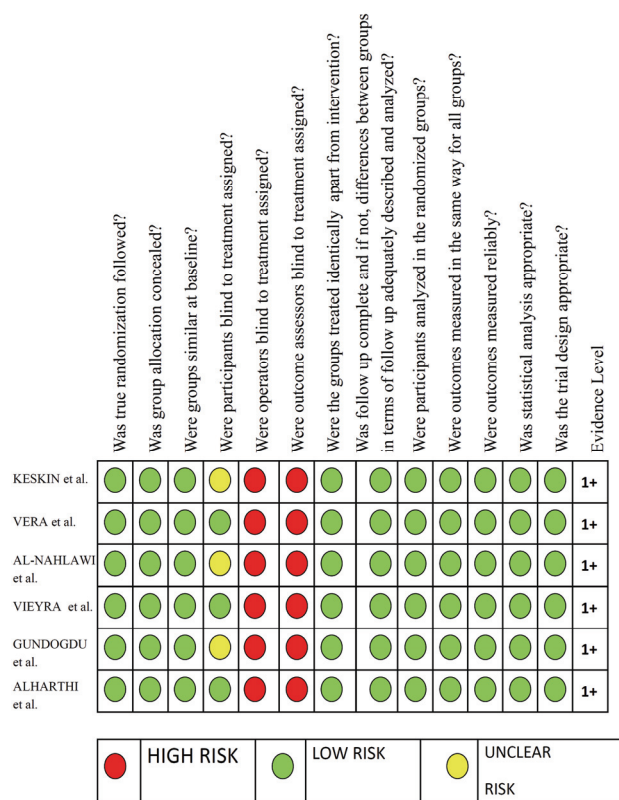 Was true randomization followed?
Was group allocation concealed?
Were groups similar at baseline?
Were participants blind to treatment assigned?
Were operators blind to treatment assigned?
Were outcome assessors blind to treatment assigned?
Were the groups treated identically apart from intervention?
Was follow up complete and if not, differences between groups
in terms of follow up adequately described and analyzed?
Were participants analyzed in the randomized groups?
Were outcomes measured in the same way for all groups?
Were outcomes measured reliably?
Was statistical analysis appropriate?
Was the trial design appropriate?
Evidence Level
KESKIN et al.
1+
VERA et al.
1+
AL-NAHLAWI
et al.
1+
VIEYRA et al.
1+
GUNDOGDU
et al.
1+
ALHARTHI
et al.
1+
HIGH RISK
LOW RISK
UNCLEAR
RISK